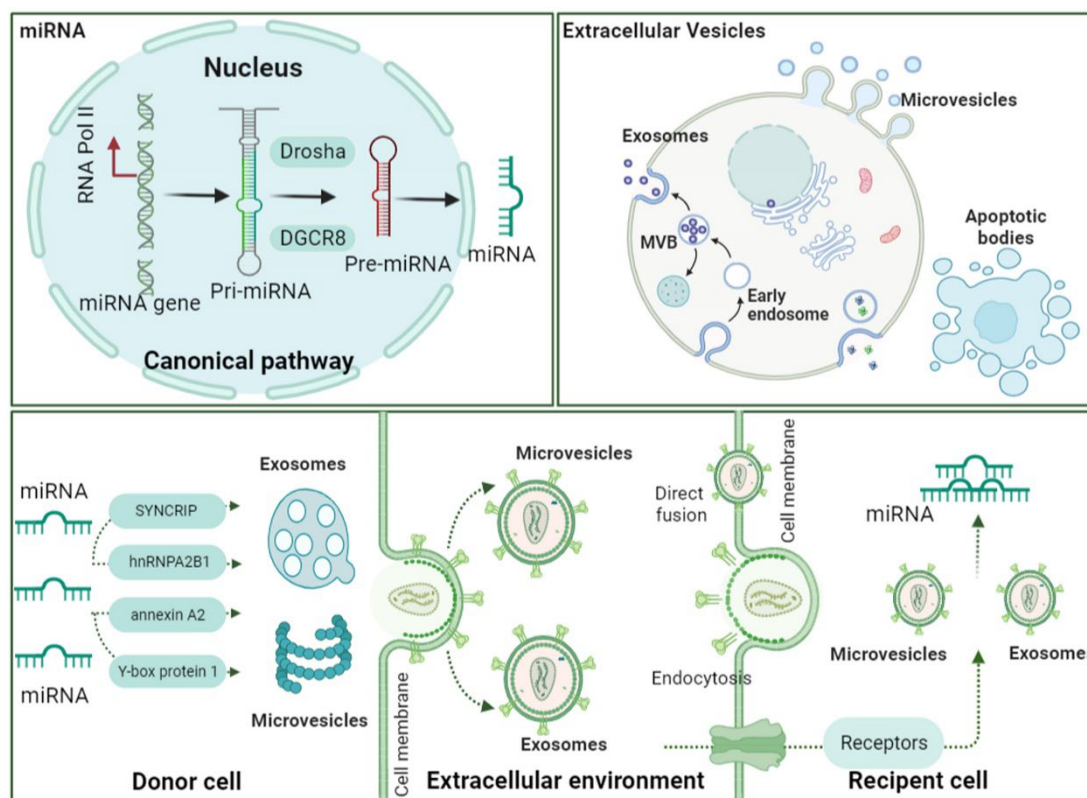 miRNA
Nucleus
RNA Pol II
Drosha
DGCR8
miRNA gene
Pri-miRNA
Pre-miRNA
miRNA
Canonical pathway
Extracellular Vesicles
Microvesicles
Exosomes
MVB
Early
endosome
Apoptotic
bodies
miRNA
SYNCRIP
hnRNPA2B1
annexin A2
Y-box protein 1
miRNA
Exosomes
Microvesicles
Donor cell
Cell membrane
Microvesicles
Exosomes
Extracellular environment
Direct
fusion
Cell membrane
Endocytosis
miRNA
Microvesicles
Exosomes
Receptors
Recipent cell